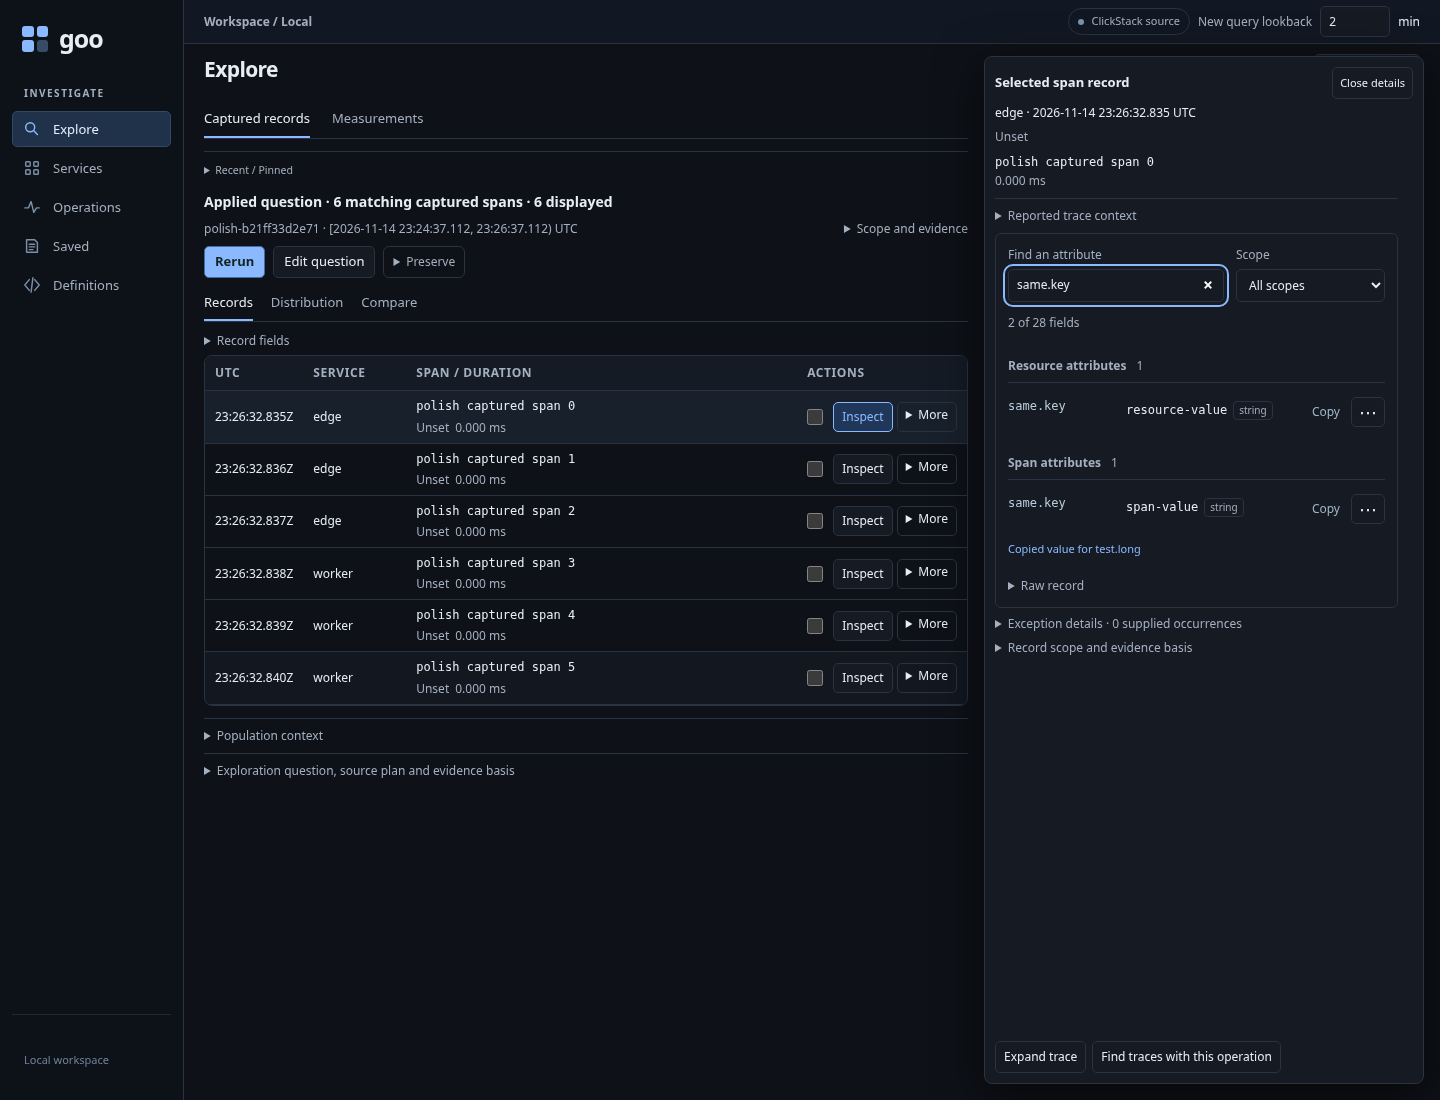 goo
INVESTIGATE
Explore
Services
Operations
Saved
Definitions
Local workspace
Workspace / Local
ClickStack source
New query lookback
2
min
Explore
Captured records
Measurements
Recent / Pinned
Applied question · 6 matching captured spans · 6 displayed
polish-b21ff33d2e71 · [2026-11-14 23:24:37.112, 23:26:37.112) UTC
Scope and evidence
Rerun
Edit question
Preserve
Records
Distribution
Compare
Record fields
UTC SERVICE SPAN / DURATION ACTIONS
23:26:32.835Z edge polish captured span 0 Inspect More
Unset 0.000 ms
23:26:32.836Z edge polish captured span 1 Inspect More
Unset 0.000 ms
23:26:32.837Z edge polish captured span 2 Inspect More
Unset 0.000 ms
23:26:32.838Z worker polish captured span 3 Inspect More
Unset 0.000 ms
23:26:32.839Z worker polish captured span 4 Inspect More
Unset 0.000 ms
23:26:32.840Z worker polish captured span 5 Inspect More
Unset 0.000 ms
Population context
Exploration question, source plan and evidence basis
Selected span record
Close details
edge · 2026-11-14 23:26:32.835 UTC
Unset
polish captured span 0
0.000 ms
Reported trace context
Find an attribute
Scope
same.key
All scopes
2 of 28 fields
Resource attributes 1
same.key resource-value string Copy ...
Span attributes 1
same.key span-value string Copy ...
Copied value for test.long
Raw record
Exception details · 0 supplied occurrences
Record scope and evidence basis
Expand trace
Find traces with this operation